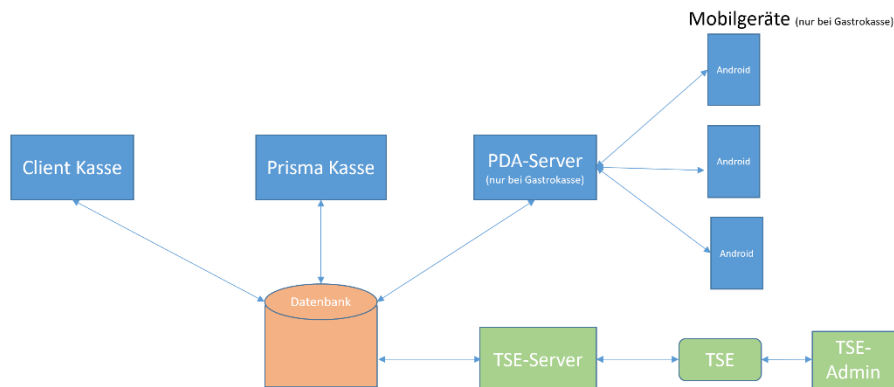 Mobilgeräte (nur bei Gastrokasse)
Android
Client Kasse
Prisma Kasse
PDA-Server
(nur bei Gastrokasse)
Android
Android
Datenbank
TSE-Server
TSE
TSE-
Admin